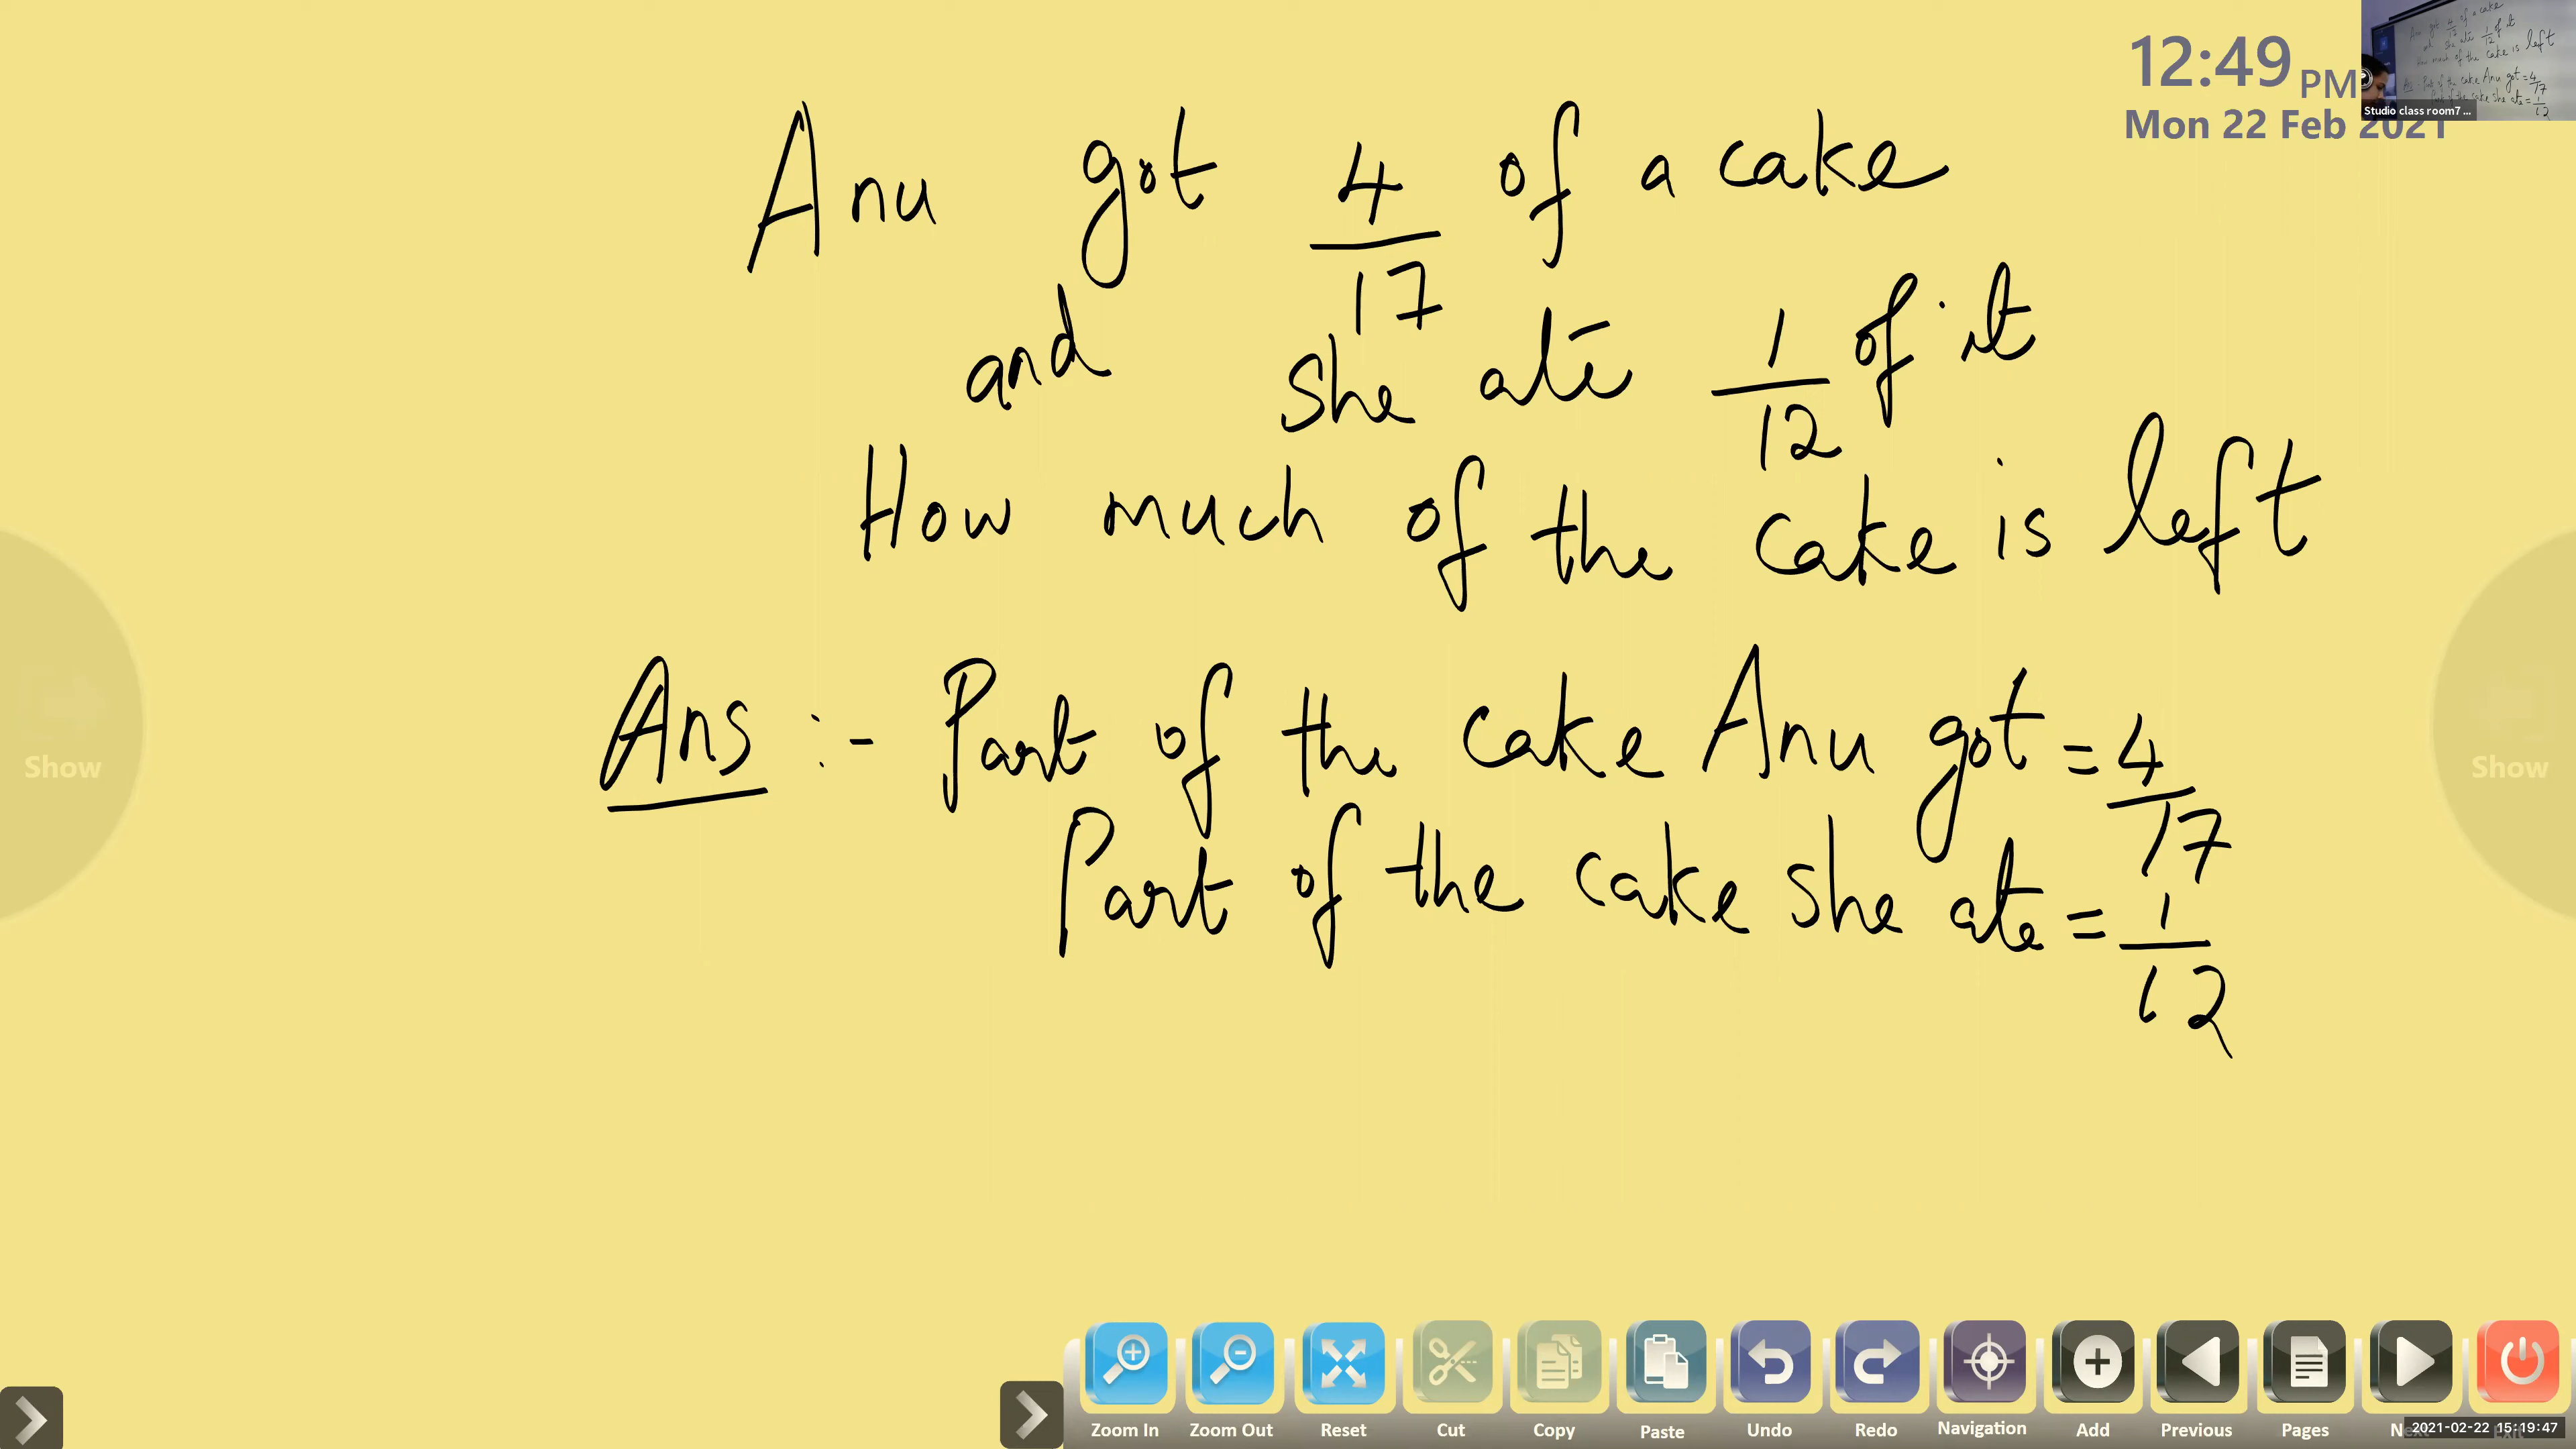 12:49 PM
Mon 22 Feb 2021
Studio class room7 ...
Anu got 4/17 of a cake
and she ate 1/12 of it
How much of the cake is left
Ans :- Part of the cake Anu got = 4/17
Part of the cake she ate = 1/12
Show
Show
Zoom In Zoom Out Reset Cut Copy Paste Undo Redo Navigation Add Previous Pages
2021-02-22 15:19:47